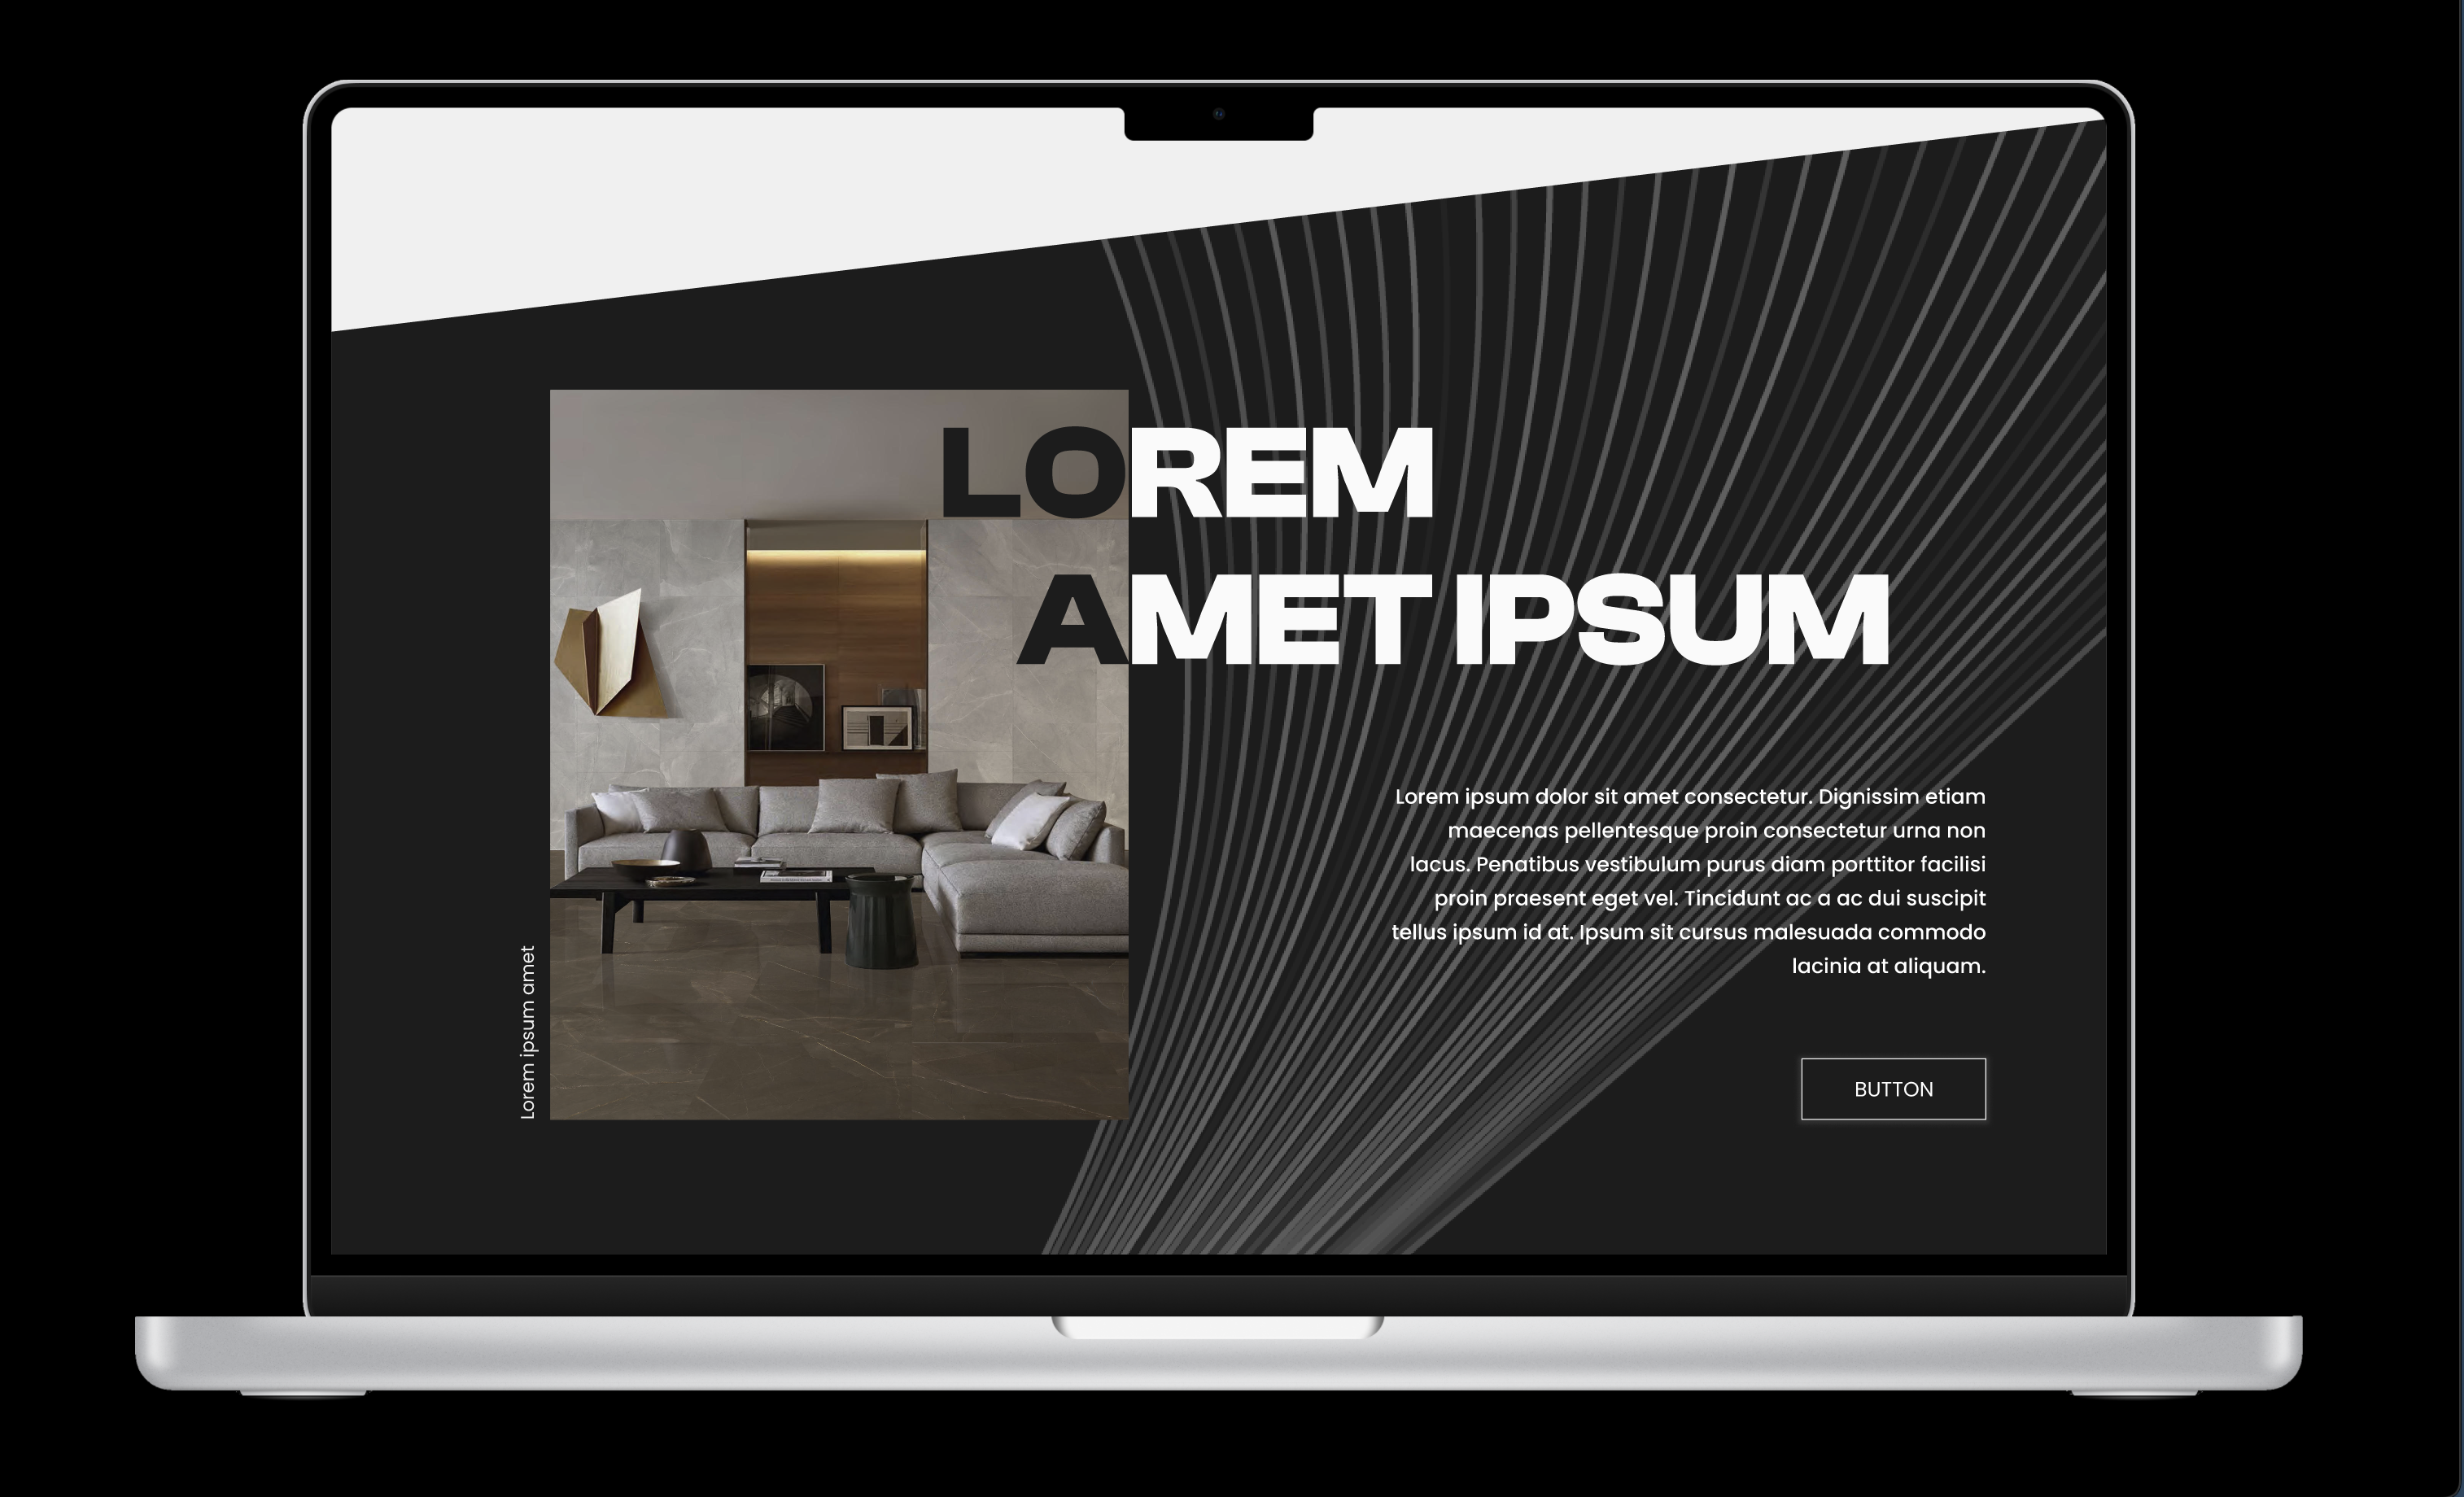 LOREM
AMET IPSUM
Lorem ipsum dolor sit amet consectetur. Dignissim etiam
maecenas pellentesque proin consectetur urna non
lacus. Penatibus vestibulum purus diam porttitor facilisi
proin praesent eget vel. Tincidunt ac a ac dui suscipit
tellus ipsum id at. Ipsum sit cursus malesuada commodo
lacinia at aliquam.
Lorem ipsum amet
BUTTON